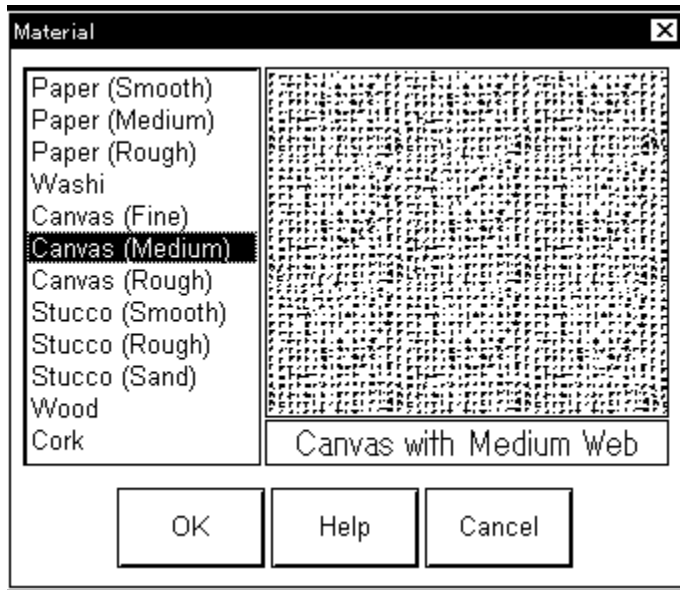 Material
Paper (Smooth)
Paper (Medium)
Paper (Rough)
Washi
Canvas (Fine)
Canvas (Medium)
Canvas (Rough)
Stucco (Smooth)
Stucco (Rough)
Stucco (Sand)
Wood
Cork
Canvas with Medium Web
OK
Help
Cancel